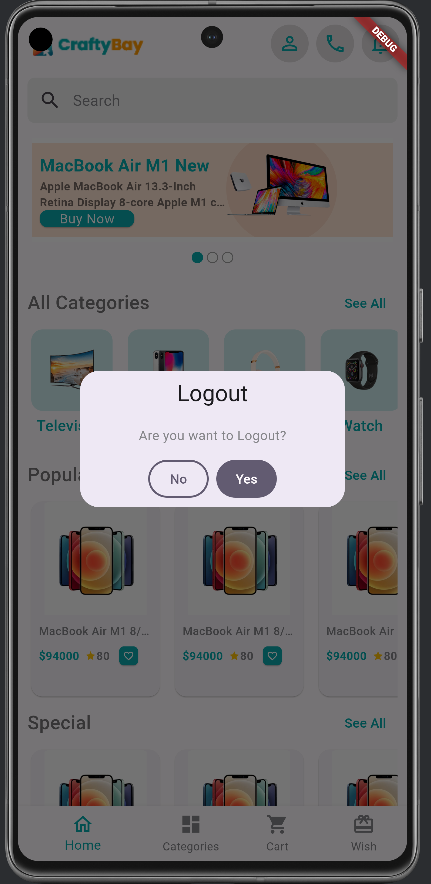 CraftyBay
DEBUG
Search
MacBook Air M1 New
Apple MacBook Air 13.3-Inch
Retina Display 8-core Apple M1 c...
Buy Now
All Categories
See All
Televis
Watch
Popula
See All
Logout
Are you want to Logout?
No
Yes
MacBook Air M1 8/...
MacBook Air M1 8/...
MacBook Air
$94000
80
$94000
80
$94000
80
Special
See All
Home
Categories
Cart
Wish